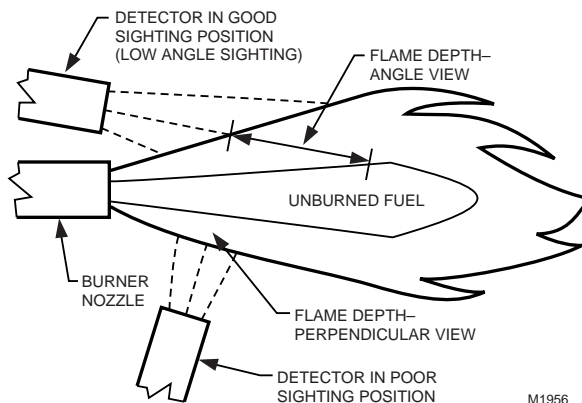 DETECTOR IN GOOD
SIGHTING POSITION
(LOW ANGLE SIGHTING)
FLAME DEPTH–
ANGLE VIEW
UNBURNED FUEL
BURNER
NOZZLE
FLAME DEPTH–
PERPENDICULAR VIEW
DETECTOR IN POOR
SIGHTING POSITION
M1956